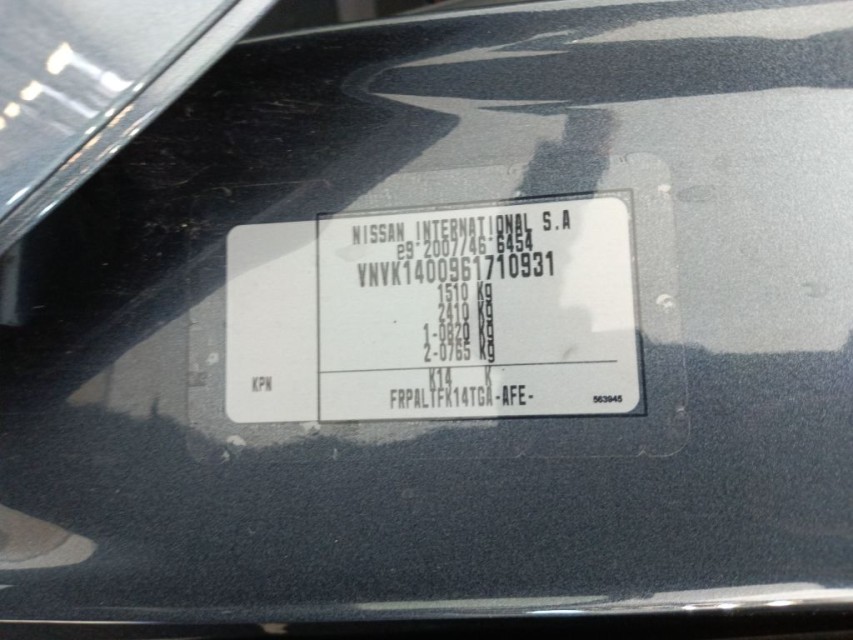 NISSAN INTERNATIONAL S.A
e9-2007/46-6454
VNVK1400961710931
1510 Kg
2410 Kg
1-0820 Kg
2-0765 Kg
KPN
K14 K
FRPALTFK14TGA-AFE-
563945